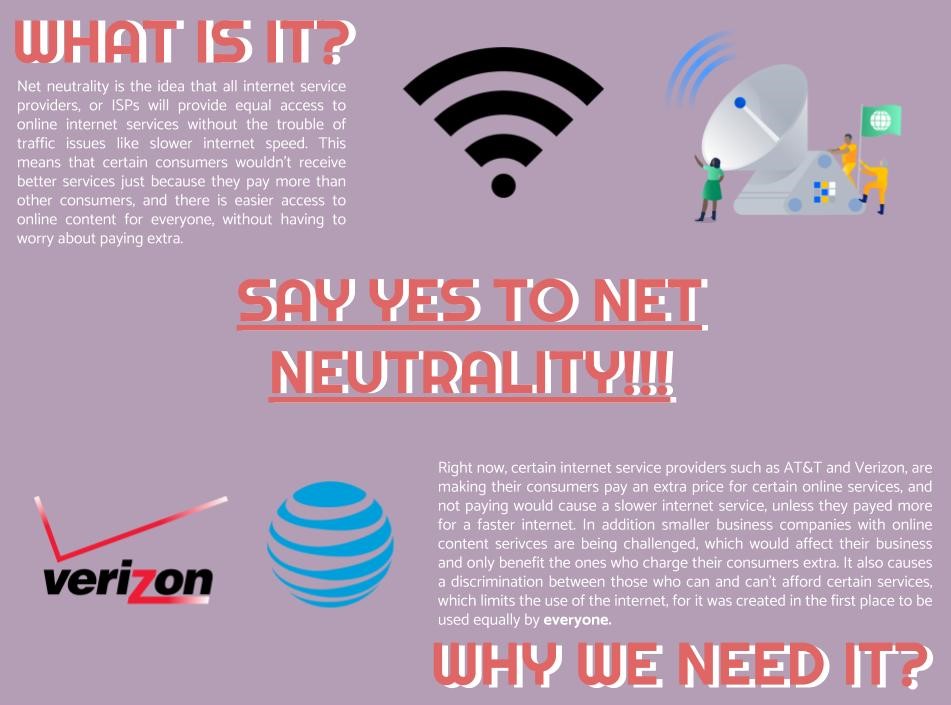 WHAT IS IT?
Net neutrality is the idea that all internet service
providers, or ISPs will provide equal access to
online internet services without the trouble of
traffic issues like slower internet speed. This
means that certain consumers wouldn't receive
better services just because they pay more than
other consumers, and there is easier access to
online content for everyone, without having to
worry about paying extra.
SAY YES TO NET
NEUTRALITY!!!
verizon
Right now, certain internet service providers such as AT&T and Verizon, are
making their consumers pay an extra price for certain online services, and
not paying would cause a slower internet service, unless they payed more
for a faster internet. In addition smaller business companies with online
content serivces are being challenged, which would affect their business
and only benefit the ones who charge their consumers extra. It also causes
a discrimination between those who can and can't afford certain services,
which limits the use of the internet, for it was created in the first place to be
used equally by everyone.
WHY WE NEED IT?